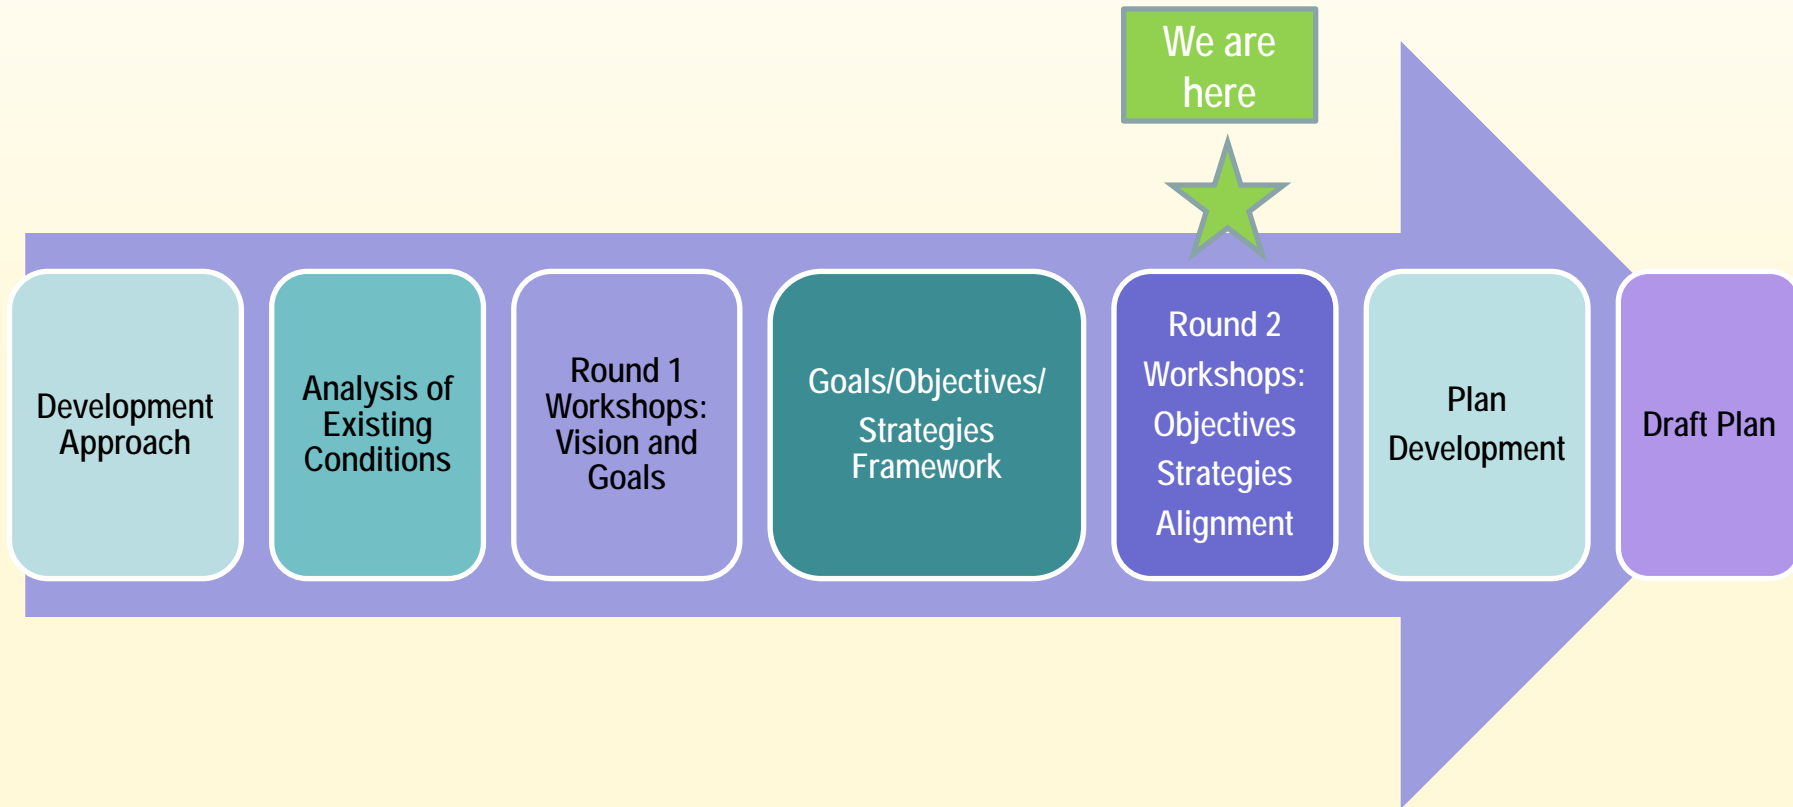 We are
here
Development
Approach
Analysis of
Existing
Conditions
Round 1
Workshops:
Vision and
Goals
Goals/Objectives/
Strategies
Framework
Round 2
Workshops:
Objectives
Strategies
Alignment
Plan
Development
Draft Plan